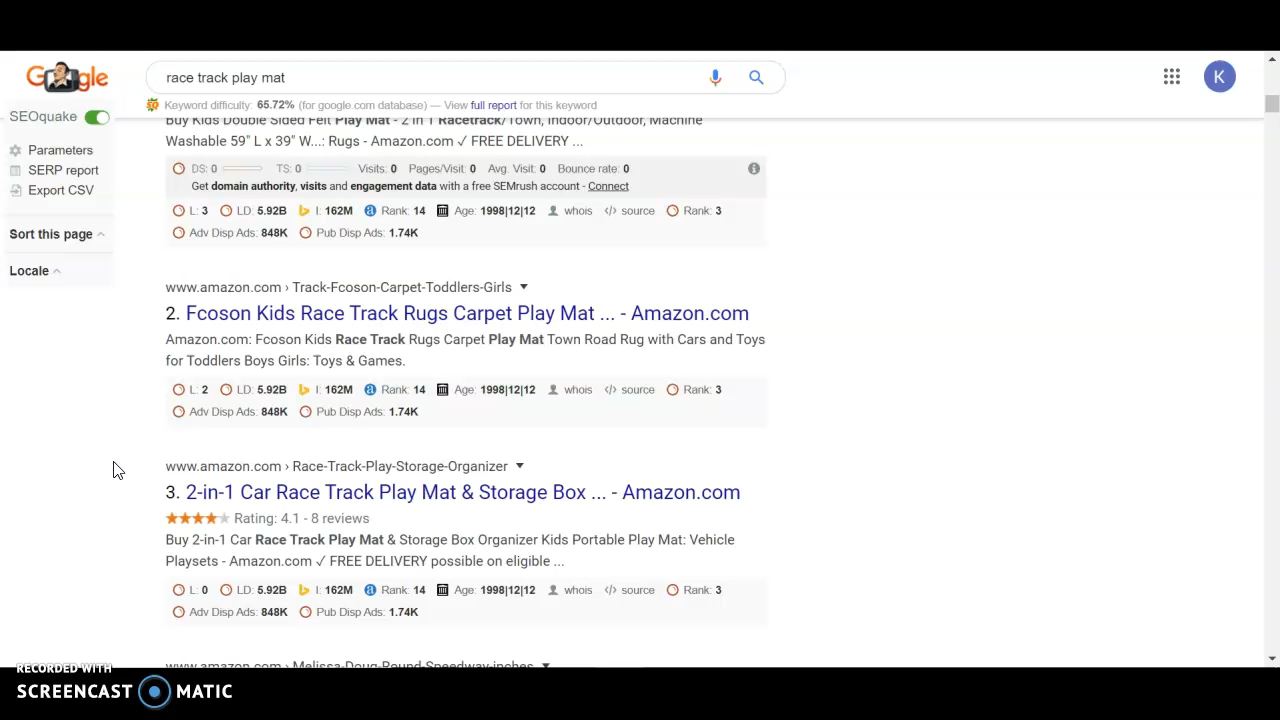 Google
race track play mat
K
Keyword difficulty: 65.72% (for google.com database) — View full report for this keyword
SEOquake
Parameters
SERP report
Export CSV
Sort this page
Locale
Buy Kids Double Sided Felt Play Mat - 2 in 1 Racetrack/Town, Indoor/Outdoor, Machine
Washable 59" L x 39" W...: Rugs - Amazon.com ✓ FREE DELIVERY ...
DS: 0 TS: 0 Visits: 0 Pages/Visit: 0 Avg. Visit: 0 Bounce rate: 0
Get domain authority, visits and engagement data with a free SEMrush account - Connect
L: 3 LD: 5.92B I: 162M Rank: 14 Age: 1998|12|12 whois </> source Rank: 3
Adv Disp Ads: 848K Pub Disp Ads: 1.74K
www.amazon.com › Track-Fcoson-Carpet-Toddlers-Girls
2. Fcoson Kids Race Track Rugs Carpet Play Mat ... - Amazon.com
Amazon.com: Fcoson Kids Race Track Rugs Carpet Play Mat Town Road Rug with Cars and Toys
for Toddlers Boys Girls: Toys & Games.
L: 2 LD: 5.92B I: 162M Rank: 14 Age: 1998|12|12 whois </> source Rank: 3
Adv Disp Ads: 848K Pub Disp Ads: 1.74K
www.amazon.com › Race-Track-Play-Storage-Organizer
3. 2-in-1 Car Race Track Play Mat & Storage Box ... - Amazon.com
Rating: 4.1 - 8 reviews
Buy 2-in-1 Car Race Track Play Mat & Storage Box Organizer Kids Portable Play Mat: Vehicle
Playsets - Amazon.com ✓ FREE DELIVERY possible on eligible ...
L: 0 LD: 5.92B I: 162M Rank: 14 Age: 1998|12|12 whois </> source Rank: 3
Adv Disp Ads: 848K Pub Disp Ads: 1.74K
www.amazon.com › Melissa-Doug-Round-Speedway-inches
RECORDED WITH
SCREENCAST MATIC